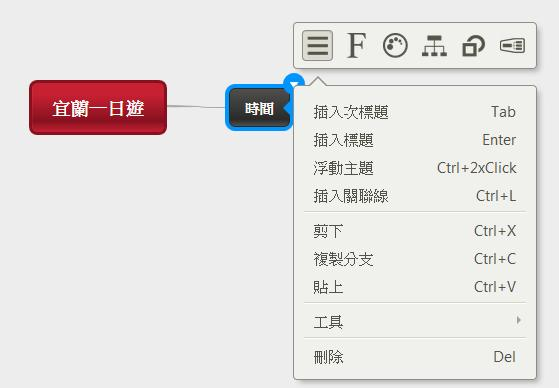 F
宜蘭一日遊
時間
插入次標題 Tab
插入標題 Enter
浮動主題 Ctrl+2xClick
插入關聯線 Ctrl+L
剪下 Ctrl+X
複製分支 Ctrl+C
貼上 Ctrl+V
工具
刪除 Del